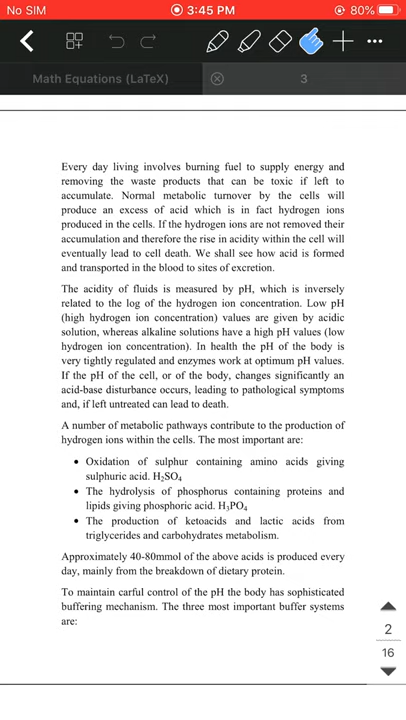 No SIM
3:45 PM
80%
Math Equations (LaTeX)
3
Every day living involves burning fuel to supply energy and
removing the waste products that can be toxic if left to
accumulate. Normal metabolic turnover by the cells will
produce an excess of acid which is in fact hydrogen ions
produced in the cells. If the hydrogen ions are not removed their
accumulation and therefore the rise in acidity within the cell will
eventually lead to cell death. We shall see how acid is formed
and transported in the blood to sites of excretion.
The acidity of fluids is measured by pH, which is inversely
related to the log of the hydrogen ion concentration. Low pH
(high hydrogen ion concentration) values are given by acidic
solution, whereas alkaline solutions have a high pH values (low
hydrogen ion concentration). In health the pH of the body is
very tightly regulated and enzymes work at optimum pH values.
If the pH of the cell, or of the body, changes significantly an
acid-base disturbance occurs, leading to pathological symptoms
and, if left untreated can lead to death.
A number of metabolic pathways contribute to the production of
hydrogen ions within the cells. The most important are:
• Oxidation of sulphur containing amino acids giving
sulphuric acid. H₂SO₄
• The hydrolysis of phosphorus containing proteins and
lipids giving phosphoric acid. H₃PO₄
• The production of ketoacids and lactic acids from
triglycerides and carbohydrates metabolism.
Approximately 40-80mmol of the above acids is produced every
day, mainly from the breakdown of dietary protein.
To maintain carful control of the pH the body has sophisticated
buffering mechanism. The three most important buffer systems
are:
2
16